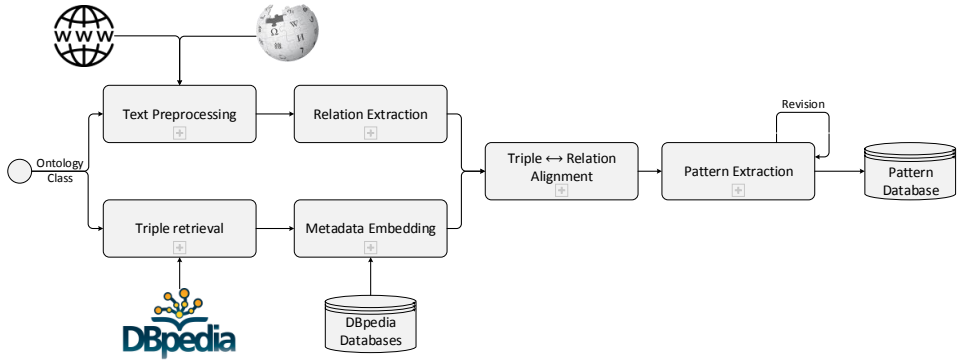 WWW
Ω W И
Text Preprocessing
Relation Extraction
Revision
Ontology
Class
Triple ⟷ Relation
Alignment
Pattern Extraction
Pattern
Database
Triple retrieval
Metadata Embedding
DBpedia
DBpedia
Databases